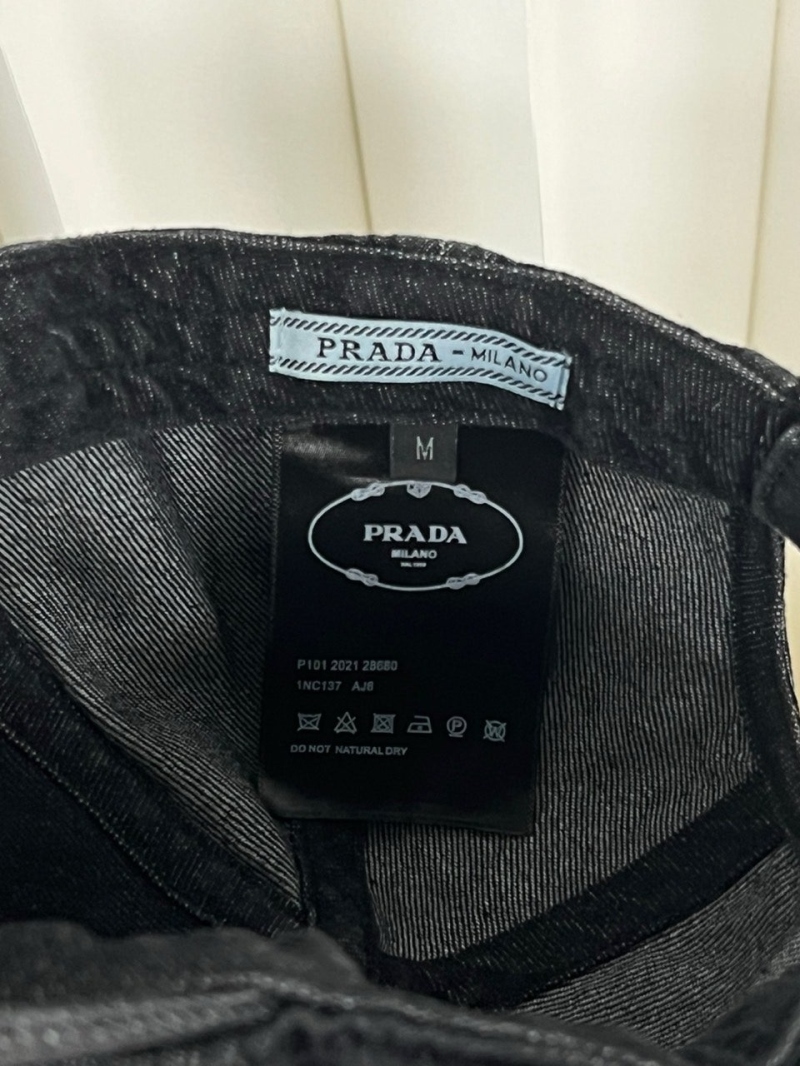 PRADA - MILANO
M
PRADA
MILANO
P101 2021 28680
1NC137 AJ6
P
W
DO NOT NATURAL DRY